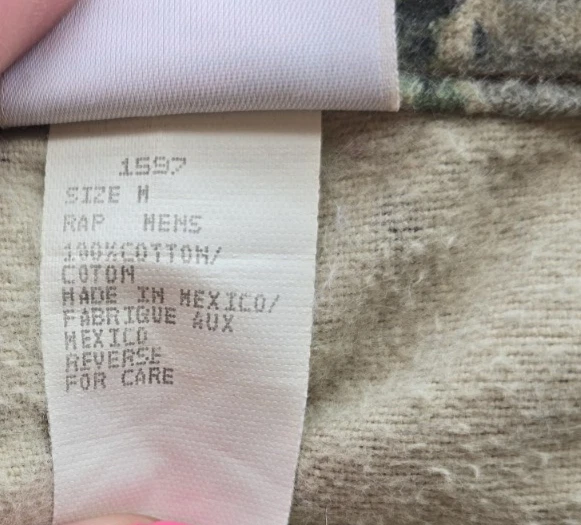 1597
SIZE M
RAP MENS
100%COTTON/
COTON
MADE IN MEXICO/
FABRIQUE AUX
MEXICO
REVERSE
FOR CARE